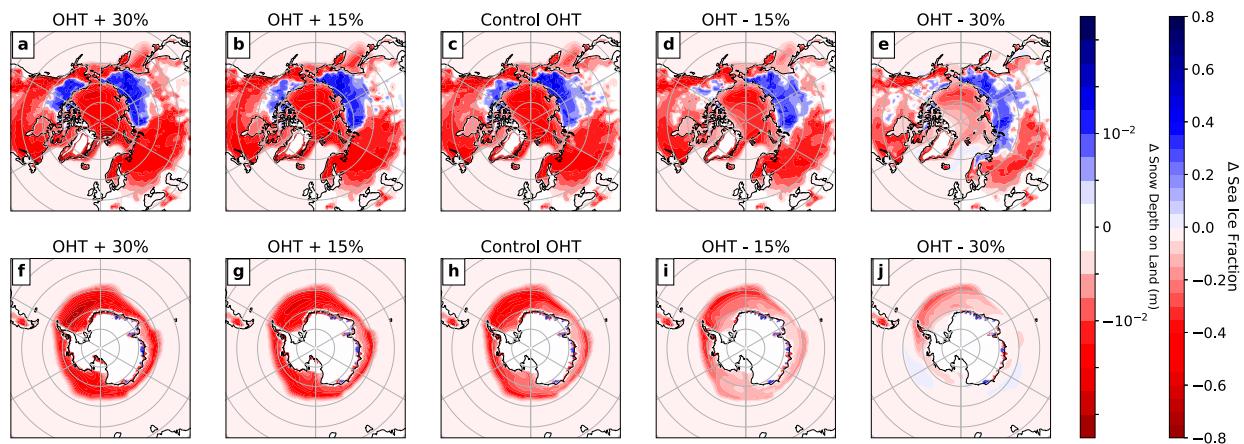 OHT + 30%
OHT + 15%
Control OHT
OHT - 15%
OHT - 30%
a
b
c
d
e
OHT + 30%
OHT + 15%
Control OHT
OHT - 15%
OHT - 30%
f
g
h
i
j
10⁻²
0
−10⁻²
Δ Snow Depth on Land (m)
0.8
0.6
0.4
0.2
0.0
−0.2
−0.4
−0.6
−0.8
Δ Sea Ice Fraction